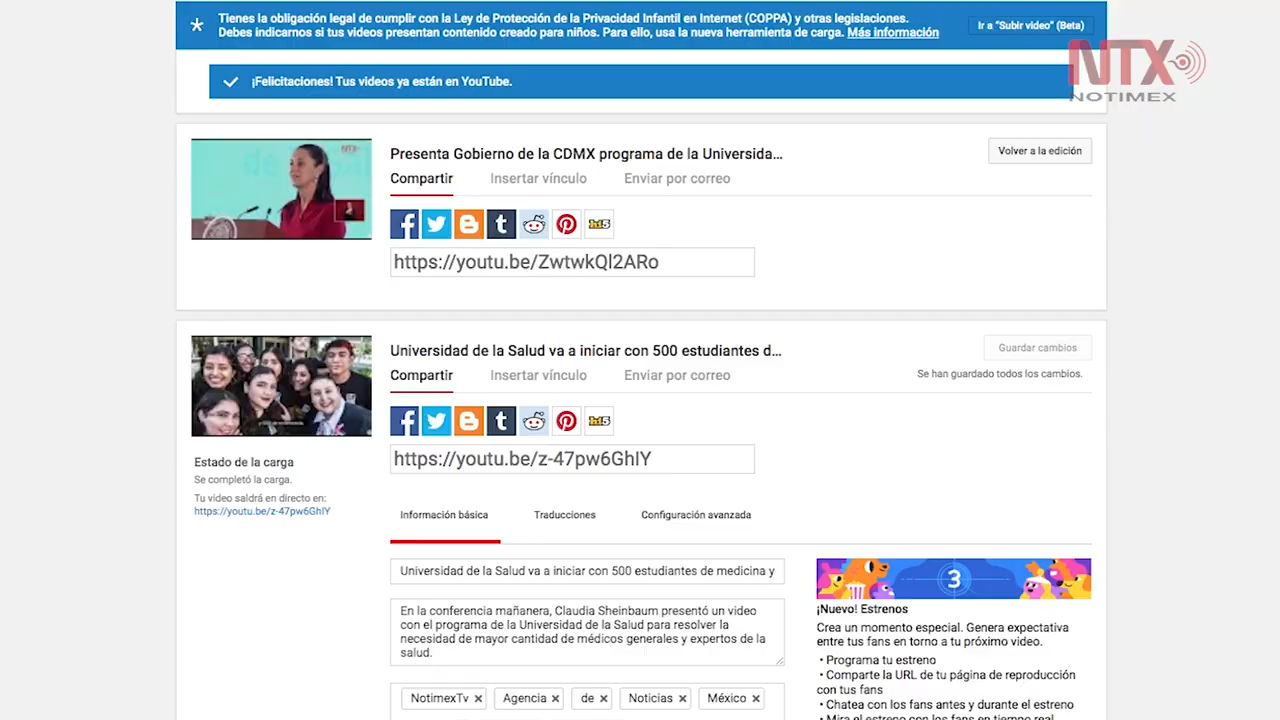 Tienes la obligación legal de cumplir con la Ley de Protección de la Privacidad Infantil en Internet (COPPA) y otras legislaciones.
Debes indicarnos si tus videos presentan contenido creado para niños. Para ello, usa la nueva herramienta de carga. Más información
Ir a "Subir video" (Beta)
NTX
NOTIMEX
¡Felicitaciones! Tus videos ya están en YouTube.
Presenta Gobierno de la CDMX programa de la Universida...
Volver a la edición
Compartir
Insertar vínculo
Enviar por correo
hi5
https://youtu.be/ZwtwkQl2ARo
Universidad de la Salud va a iniciar con 500 estudiantes d...
Guardar cambios
Compartir
Insertar vínculo
Enviar por correo
Se han guardado todos los cambios.
hi5
https://youtu.be/z-47pw6GhIY
Estado de la carga
Se completó la carga.
Tu video saldrá en directo en:
https://youtu.be/z-47pw6GhIY
Información básica
Traducciones
Configuración avanzada
Universidad de la Salud va a iniciar con 500 estudiantes de medicina y
En la conferencia mañanera, Claudia Sheinbaum presentó un video
con el programa de la Universidad de la Salud para resolver la
necesidad de mayor cantidad de médicos generales y expertos de la
salud.
NotimexTv
Agencia
de
Noticias
México
3
¡Nuevo! Estrenos
Crea un momento especial. Genera expectativa
entre tus fans en torno a tu próximo video.
• Programa tu estreno
• Comparte la URL de tu página de reproducción
con tus fans
• Chatea con los fans antes y durante el estreno
• Mira el estreno con los fans en tiempo real